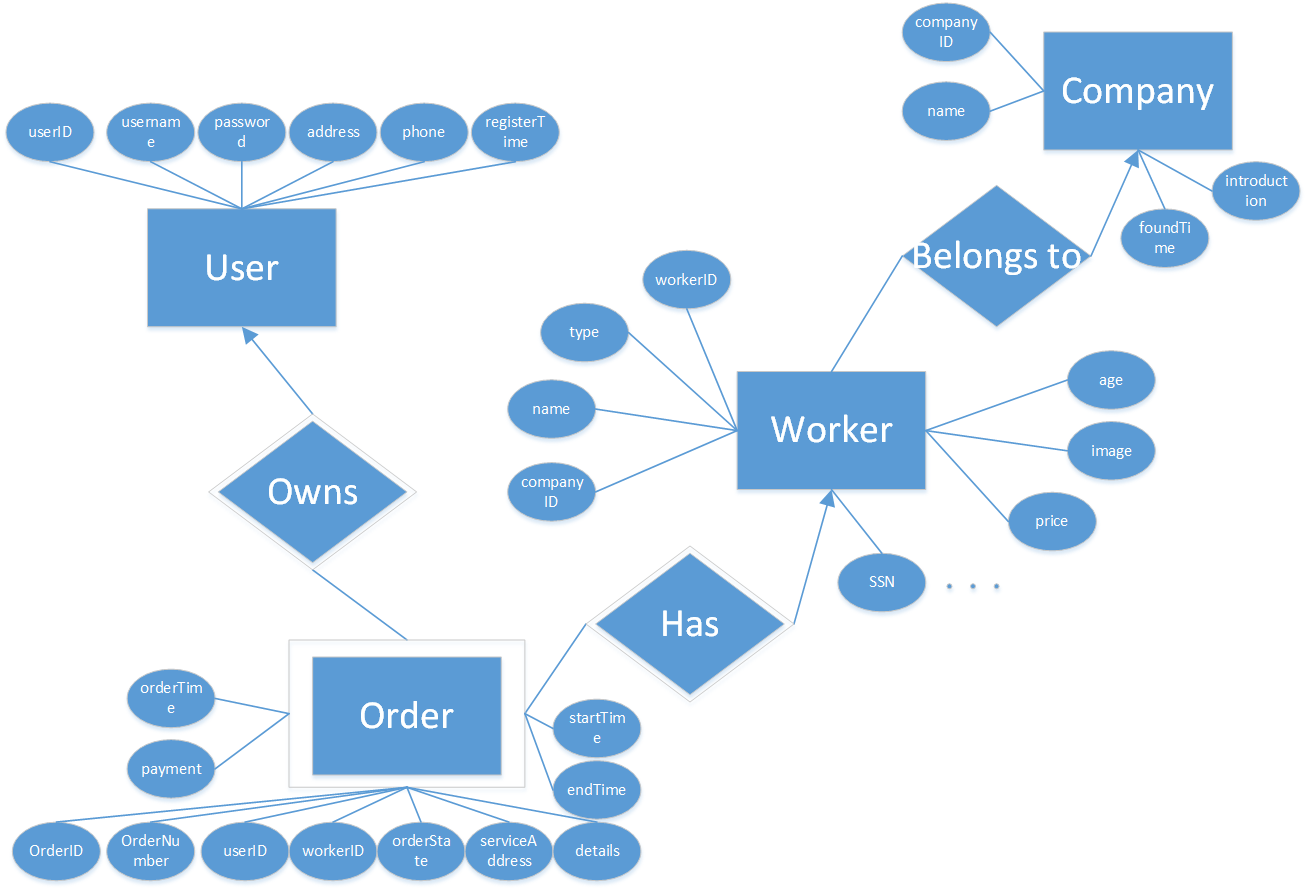 company
ID
Company
name
userID
usernam
e
passwor
d
address
phone
registerT
ime
introduct
ion
foundTi
me
User
Belongs to
workerID
type
name
company
ID
Worker
age
image
price
SSN
. . .
Owns
Has
orderTim
e
payment
Order
startTim
e
endTime
OrderID
OrderNu
mber
userID
workerID
orderSta
te
serviceA
ddress
details